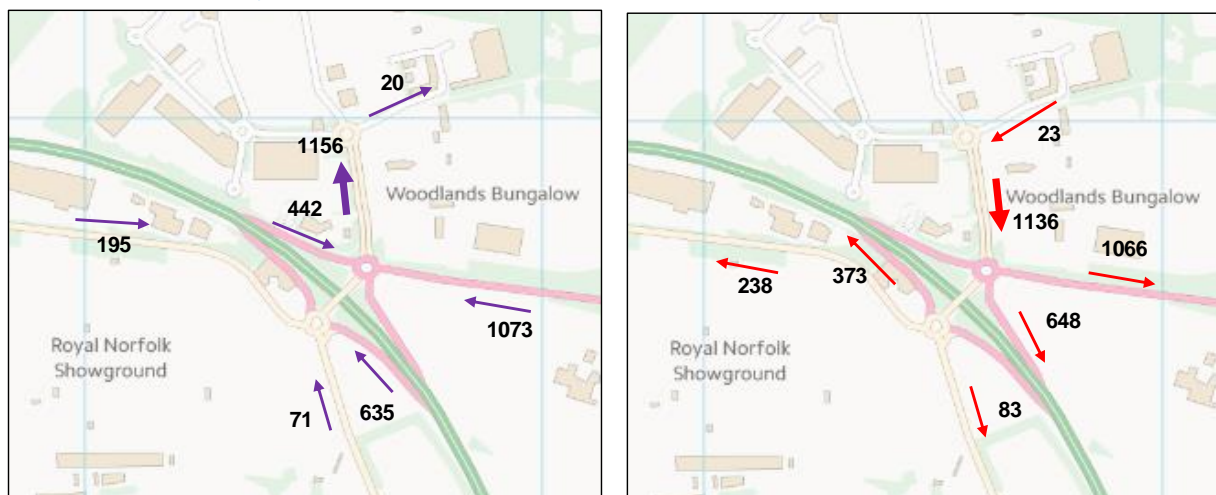 20
1156
Woodlands Bungalow
442
195
1073
Royal Norfolk
Showground
635
71
23
Woodlands Bungalow
1136
1066
373
238
648
Royal Norfolk
Showground
83